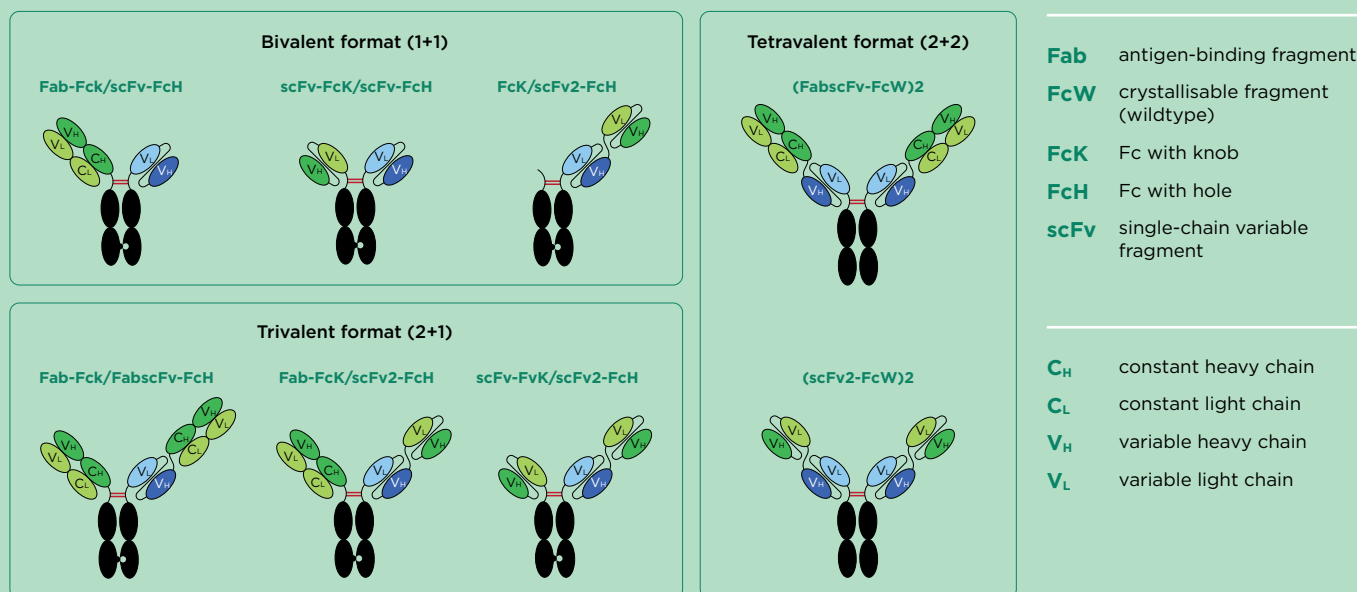 Bivalent format (1+1)
Fab-Fck/scFv-FcH
scFv-FcK/scFv-FcH
FcK/scFv2-FcH
VH
VL
CH
CL
VL
VH
VL
VH
VL
VH
VL
VH
VL
VH
Trivalent format (2+1)
Fab-Fck/FabscFv-FcH
Fab-FcK/scFv2-FcH
scFv-FvK/scFv2-FcH
VH
VL
CH
CL
VH
VL
CH
CL
VL
VH
VH
VL
CH
CL
VL
VH
VL
VH
VL
VH
VL
VH
VL
VH
Tetravalent format (2+2)
(FabscFv-FcW)2
VH
VL
CH
CL
VL
VH
CH
VH
VL
CL
VL
VH
(scFv2-FcW)2
VL
VH
VL
VH
VL
VH
VL
VH
Fab antigen-binding fragment
FcW crystallisable fragment
(wildtype)
FcK Fc with knob
FcH Fc with hole
scFv single-chain variable
fragment
CH constant heavy chain
CL constant light chain
VH variable heavy chain
VL variable light chain